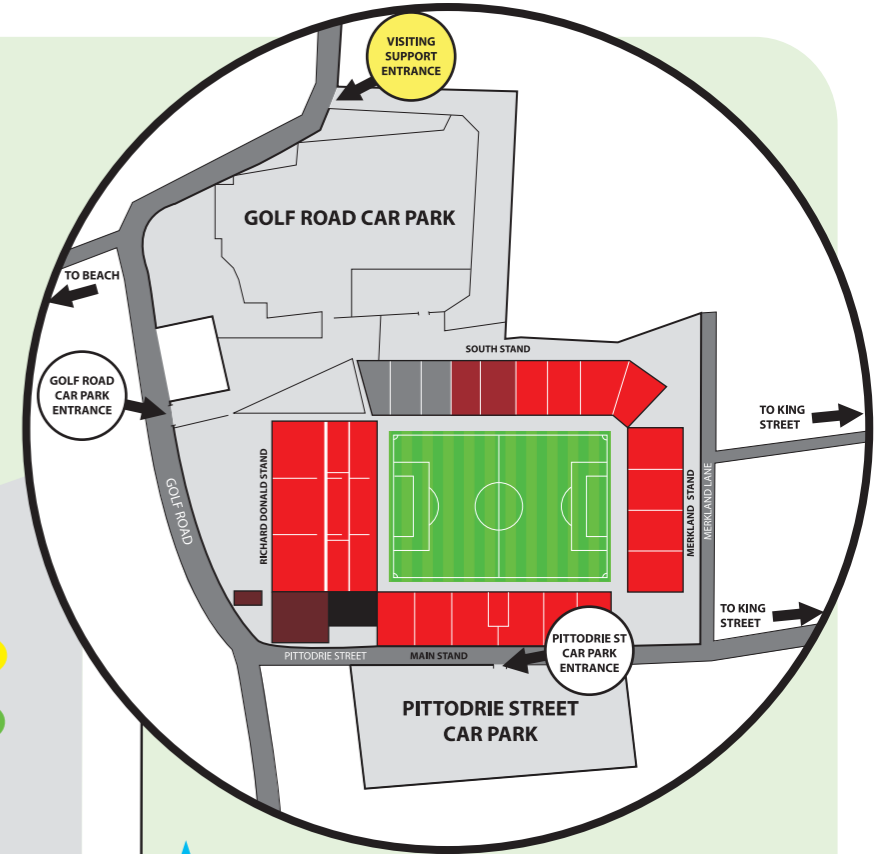 VISITING
SUPPORT
ENTRANCE
GOLF ROAD CAR PARK
TO BEACH
SOUTH STAND
GOLF ROAD
CAR PARK
ENTRANCE
TO KING
STREET
GOLF ROAD
RICHARD DONALD STAND
MERKLAND STAND
MERKLAND LANE
TO KING
STREET
PITTODRIE STREET
MAIN STAND
PITTODRIE ST
CAR PARK
ENTRANCE
PITTODRIE STREET
CAR PARK